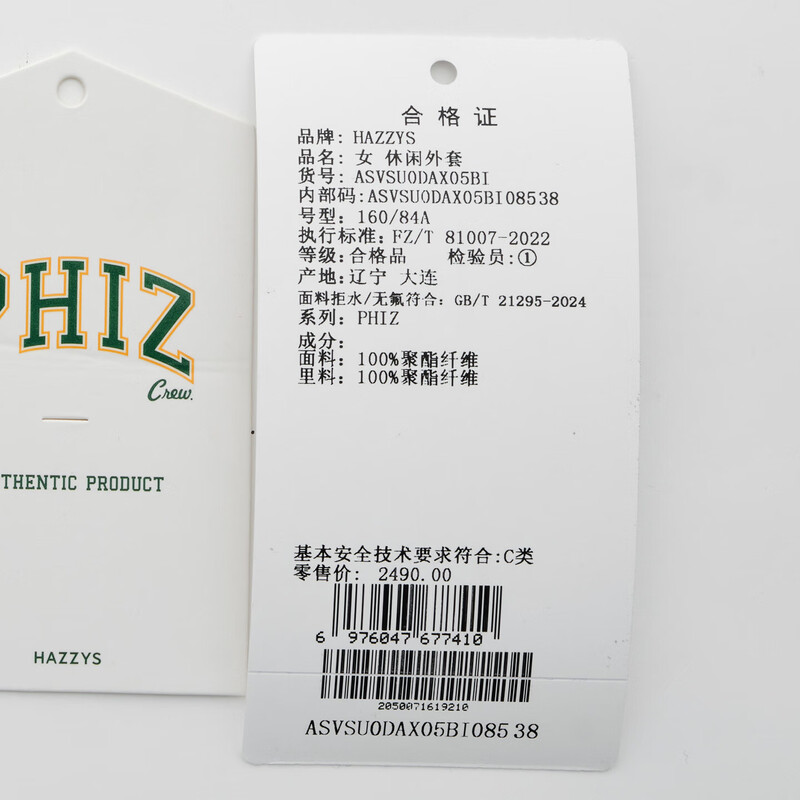 PHIZ
Crew.
THENTIC PRODUCT
HAZZYS
合格证
品牌: HAZZYS
品名: 女 休闲外套
货号: ASVSU0DAX05BI
内部码:ASVSU0DAX05BI08538
号型: 160/84A
执行标准: FZ/T 81007-2022
等级:合格品 检验员:①
产地:辽宁 大连
面料拒水/无氟符合: GB/T 21295-2024
系列: PHIZ
成分:
面料: 100%聚酯纤维
里料: 100%聚酯纤维
基本安全技术要求符合:C类
零售价: 2490.00
6 976047 677410
2050071619210
ASVSU0DAX05BI08538